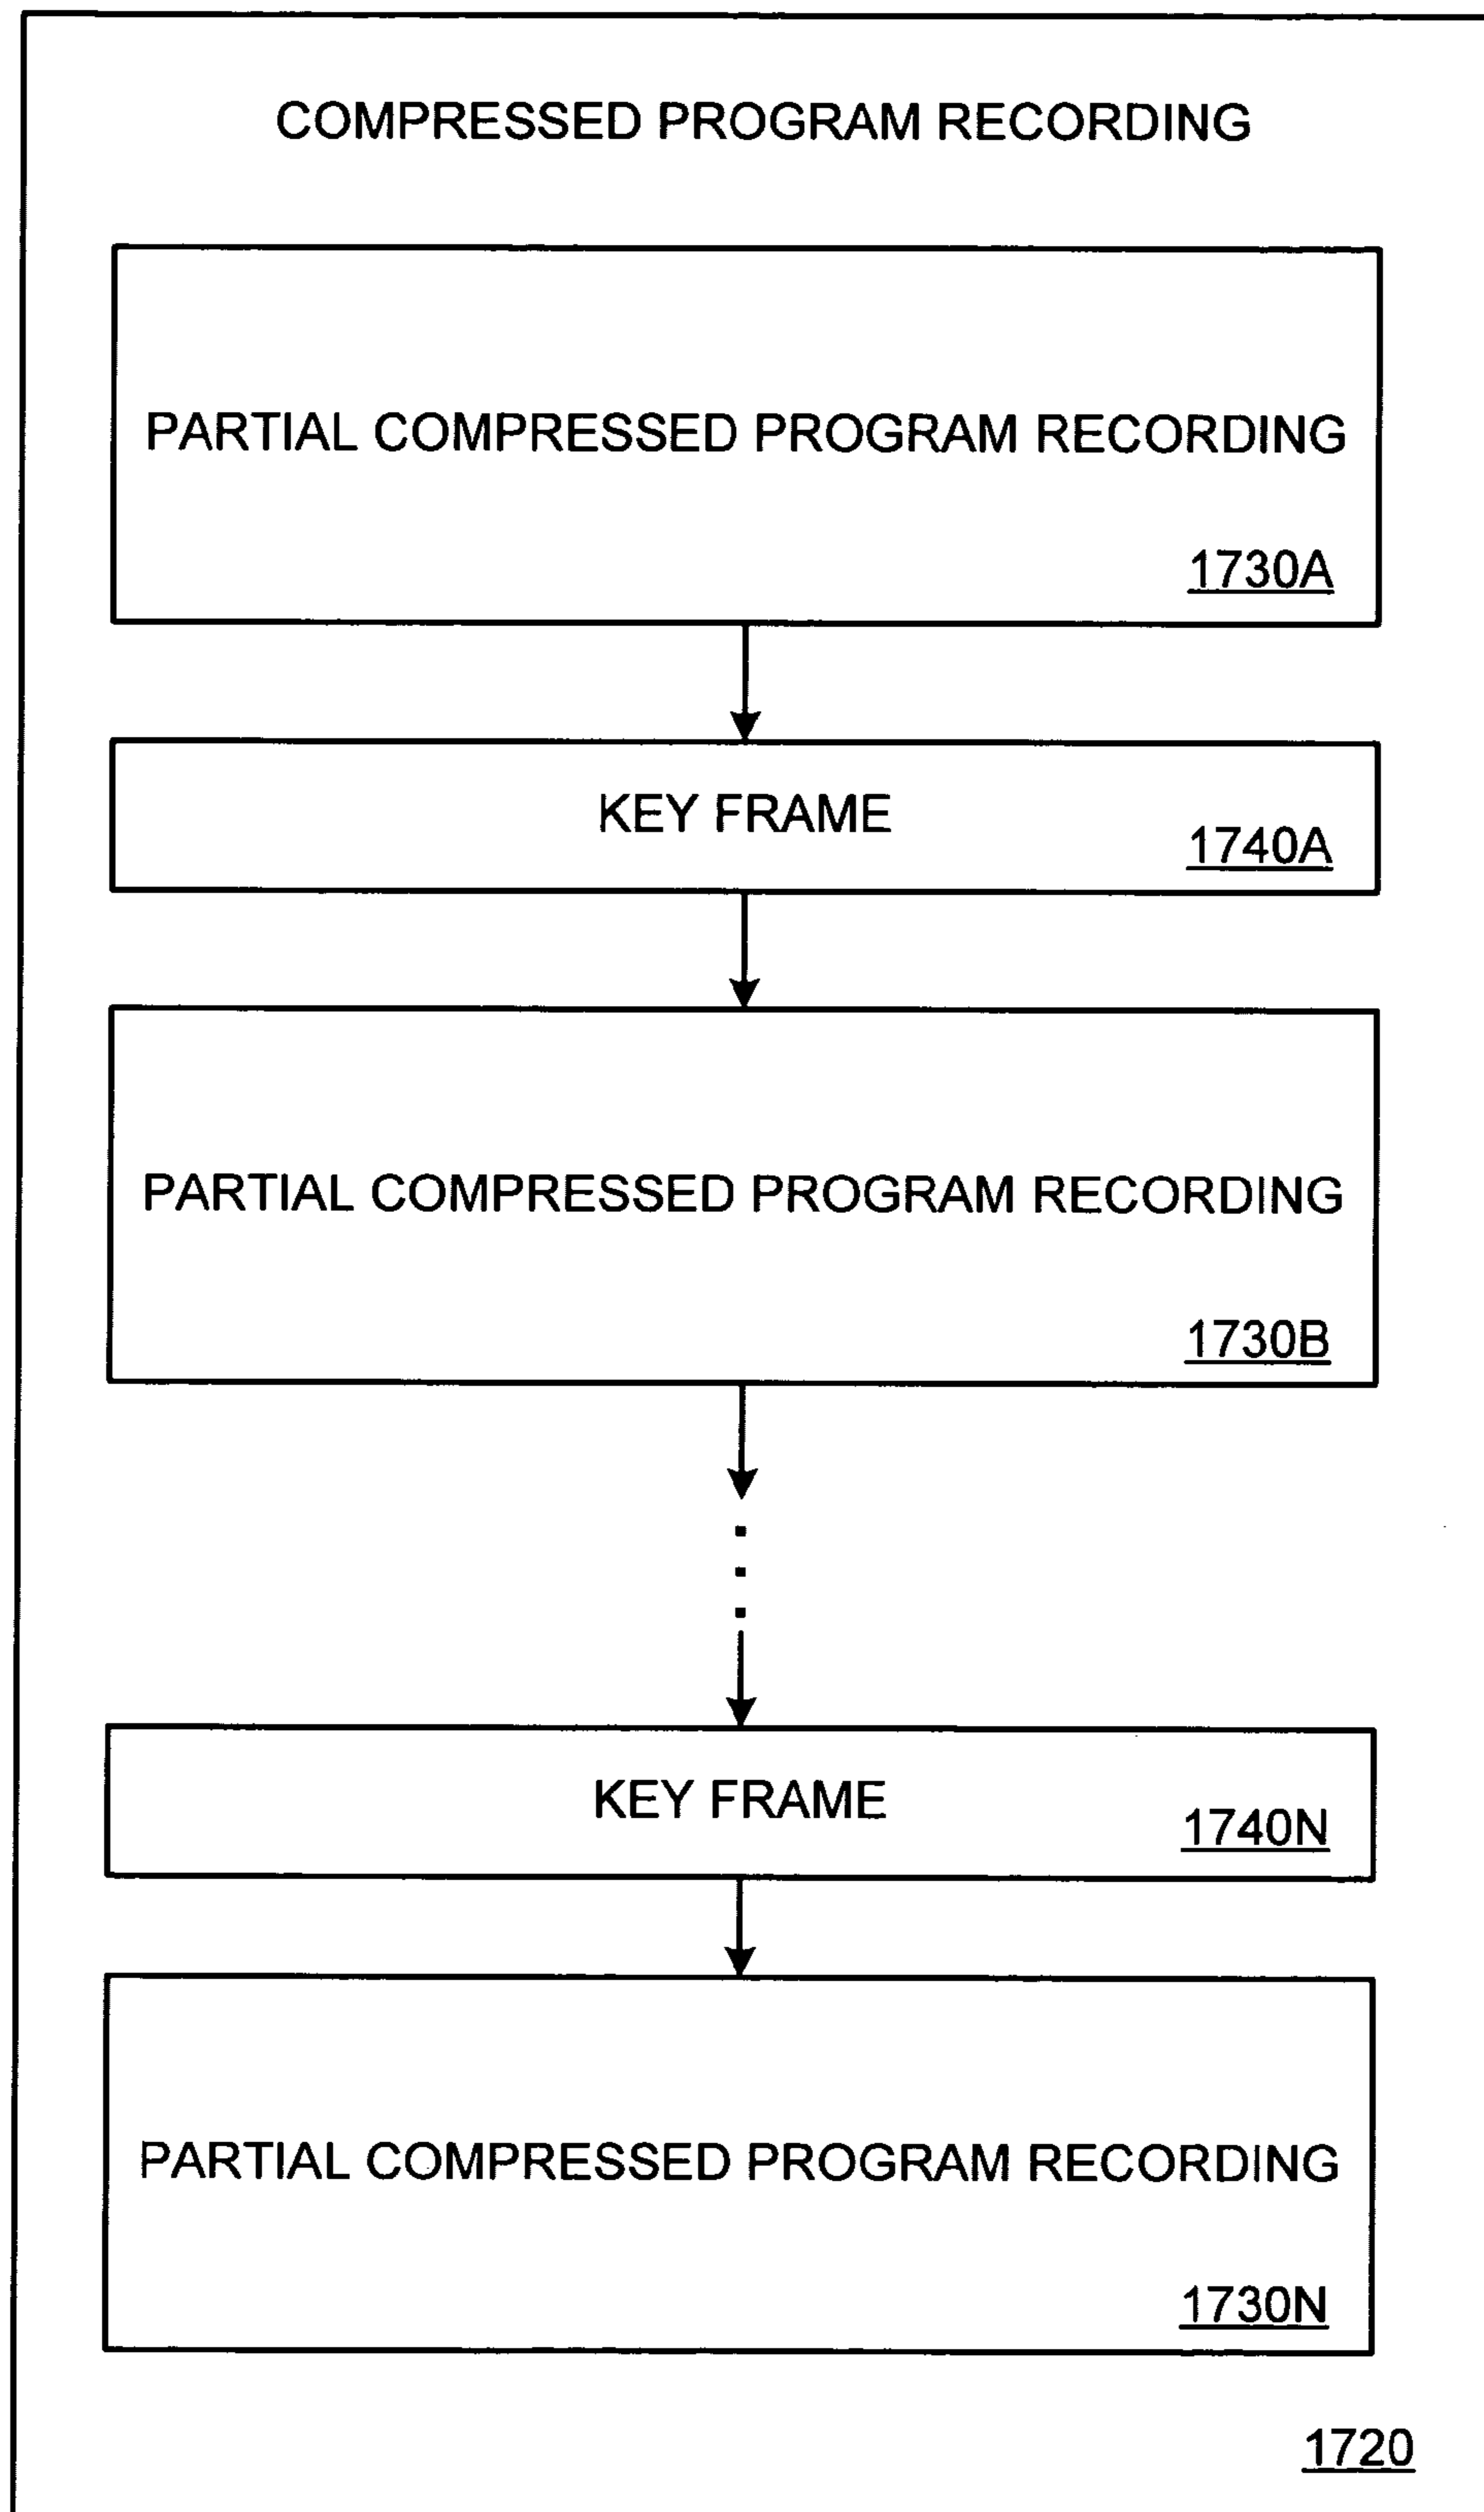 COMPRESSED PROGRAM RECORDING
PARTIAL COMPRESSED PROGRAM RECORDING
1730A
KEY FRAME
1740A
PARTIAL COMPRESSED PROGRAM RECORDING
1730B
KEY FRAME
1740N
PARTIAL COMPRESSED PROGRAM RECORDING
1730N
1720